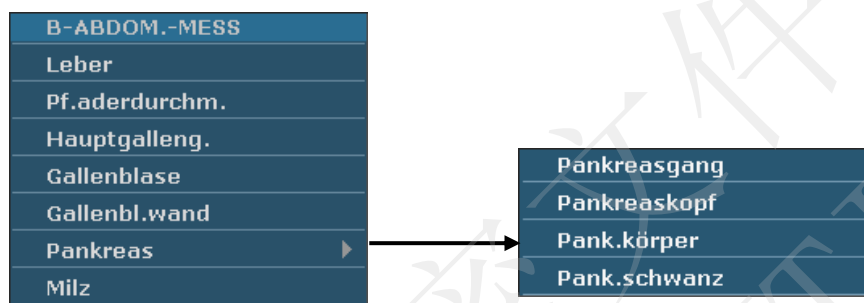 B-ABDOM.-MESS
Leber
Pf.aderdurchm.
Hauptgalleng.
Gallenblase
Gallenbl.wand
Pankreas
Milz
Pankreasgang
Pankreaskopf
Pank.körper
Pank.schwanz